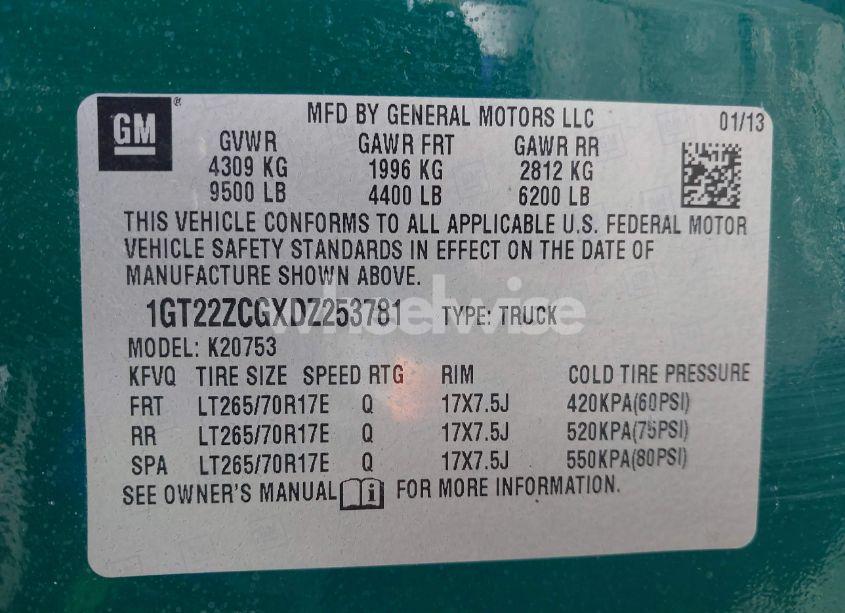 GM®
MFD BY GENERAL MOTORS LLC 01/13
GVWR GAWR FRT GAWR RR
4309 KG 1996 KG 2812 KG
9500 LB 4400 LB 6200 LB
THIS VEHICLE CONFORMS TO ALL APPLICABLE U.S. FEDERAL MOTOR
VEHICLE SAFETY STANDARDS IN EFFECT ON THE DATE OF
MANUFACTURE SHOWN ABOVE.
1GT22ZCGXDZ253781 TYPE: TRUCK
wheelwise
MODEL: K20753
KFVQ TIRE SIZE SPEED RTG RIM COLD TIRE PRESSURE
FRT LT265/70R17E Q 17X7.5J 420KPA(60PSI)
RR LT265/70R17E Q 17X7.5J 520KPA(75PSI)
SPA LT265/70R17E Q 17X7.5J 550KPA(80PSI)
SEE OWNER'S MANUAL i FOR MORE INFORMATION.